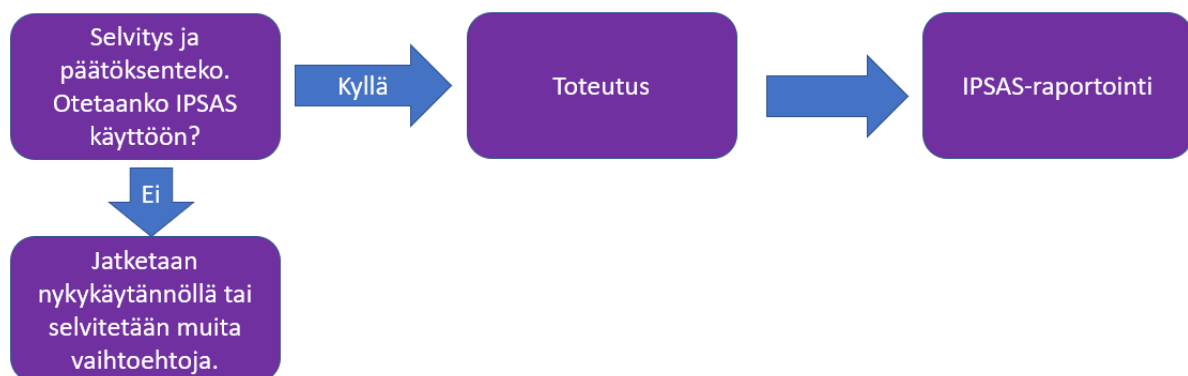 Selvitys ja
päätöksenteko.
Otetaanko IPSAS
käyttöön?
Kyllä
Toteutus
IPSAS-raportointi
Ei
Jatketaan
nykykäytännöllä tai
selvitetään muita
vaihtoehtoja.